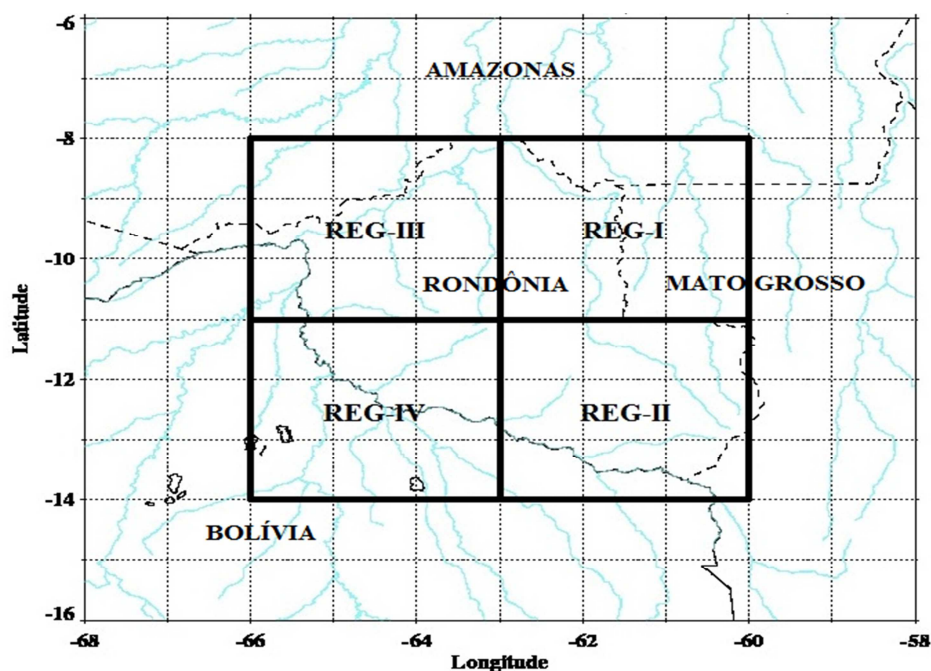 -6
AMAZONAS
-8
REG-III
REG-I
-10
RONDÔNIA
MATO GROSSO
Latitude
-12
REG-IV
REG-II
-14
BOLÍVIA
-16
-68
-66
-64
-62
-60
-58
Longitude